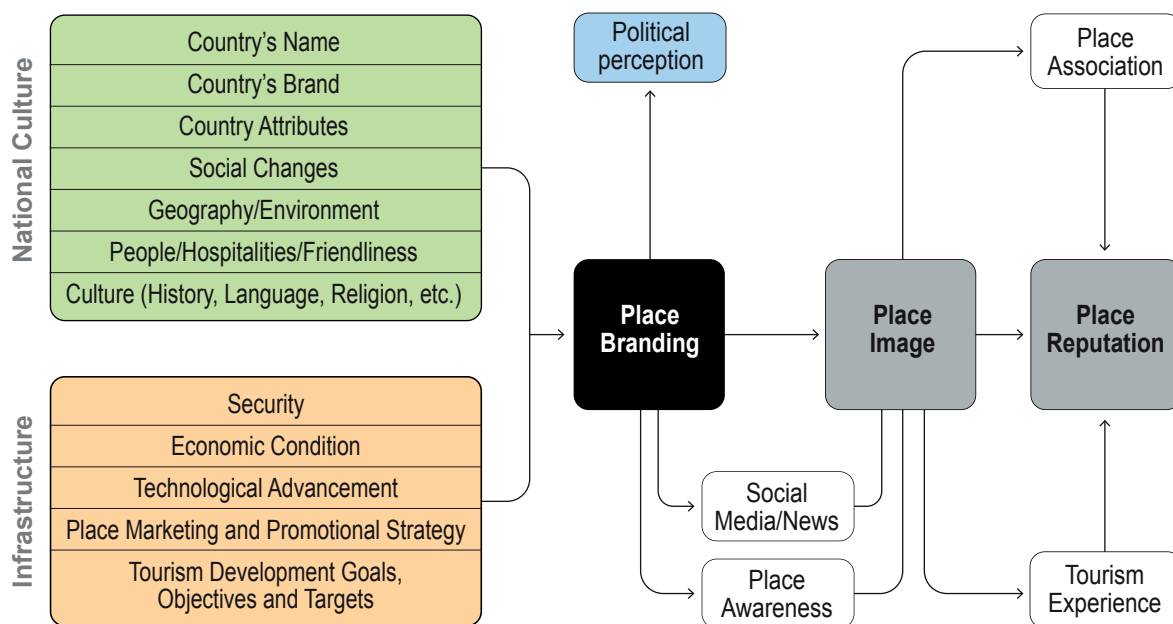 National Culture
Country’s Name
Country’s Brand
Country Attributes
Social Changes
Geography/Environment
People/Hospitalities/Friendliness
Culture (History, Language, Religion, etc.)
Infrastructure
Security
Economic Condition
Technological Advancement
Place Marketing and Promotional Strategy
Tourism Development Goals,
Objectives and Targets
Political
perception
Place
Branding
Social
Media/News
Place
Awareness
Place
Image
Place
Association
Place
Reputation
Tourism
Experience